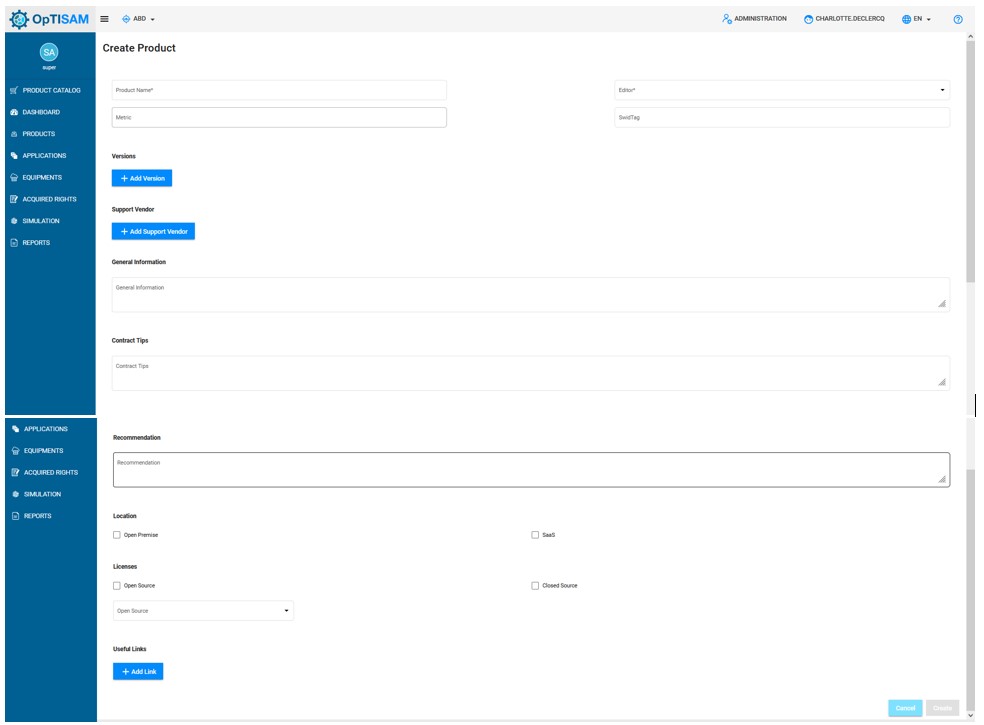 OpTISAM ABD ADMINISTRATION CHARLOTTE.DECLERCQ EN
SA
super
PRODUCT CATALOG
DASHBOARD
PRODUCTS
APPLICATIONS
EQUIPMENTS
ACQUIRED RIGHTS
SIMULATION
REPORTS
Create Product
Product Name* Editor*
Metric SwidTag
Versions
+ Add Version
Support Vendor
+ Add Support Vendor
General Information
General Information
Contract Tips
Contract Tips
APPLICATIONS
EQUIPMENTS
ACQUIRED RIGHTS
SIMULATION
REPORTS
Recommendation
Recommendation
Location
Open Premise SaaS
Licenses
Open Source Closed Source
Open Source
Useful Links
+ Add Link
Cancel Create